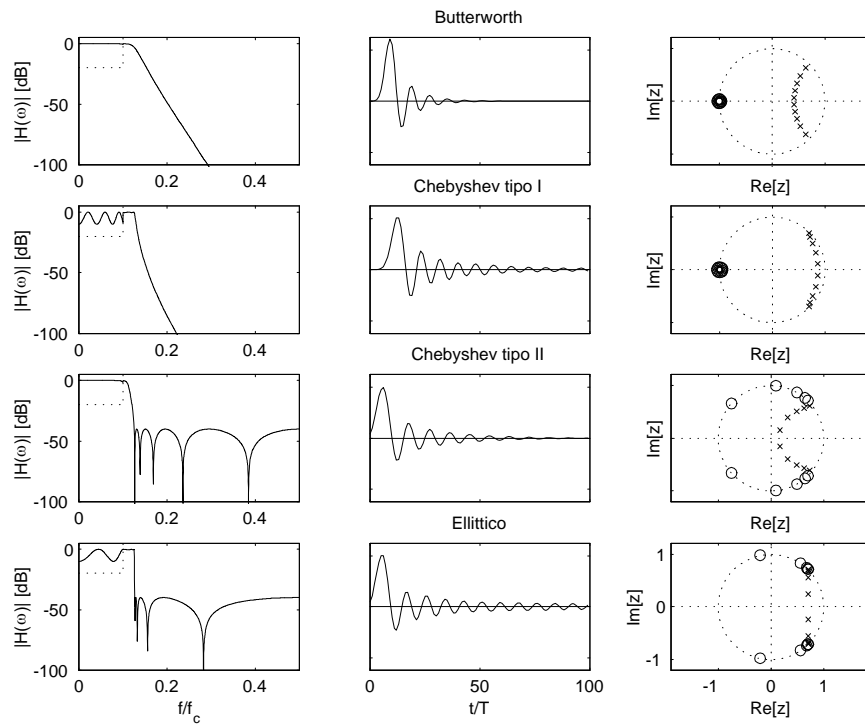 Butterworth
|H(ω)| [dB]
0
-50
-100
0 0.2 0.4
Im[z]
Re[z]
Chebyshev tipo I
|H(ω)| [dB]
0
-50
-100
0 0.2 0.4
Im[z]
Re[z]
Chebyshev tipo II
|H(ω)| [dB]
0
-50
-100
0 0.2 0.4
Im[z]
Re[z]
Ellittico
|H(ω)| [dB]
0
-50
-100
0 0.2 0.4
f/f_c
0 50 100
t/T
Im[z]
1
0
-1
-1 0 1
Re[z]